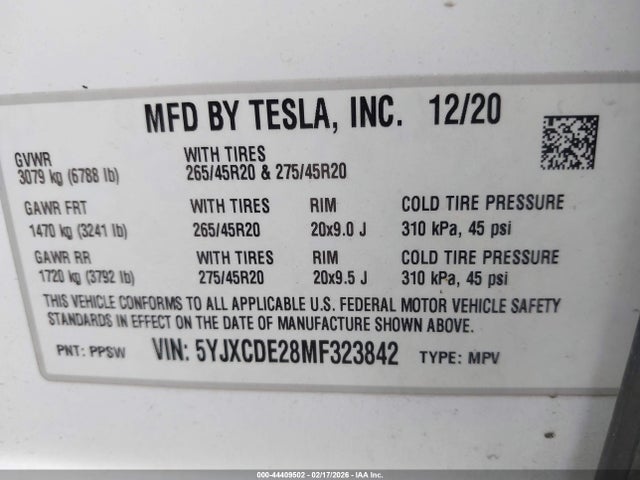 MFD BY TESLA, INC. 12/20
GVWR WITH TIRES
3079 kg (6788 lb) 265/45R20 & 275/45R20
GAWR FRT WITH TIRES RIM COLD TIRE PRESSURE
1470 kg (3241 lb) 265/45R20 20x9.0 J 310 kPa, 45 psi
GAWR RR WITH TIRES RIM COLD TIRE PRESSURE
1720 kg (3792 lb) 275/45R20 20x9.5 J 310 kPa, 45 psi
THIS VEHICLE CONFORMS TO ALL APPLICABLE U.S. FEDERAL MOTOR VEHICLE SAFETY
STANDARDS IN EFFECT ON THE DATE OF MANUFACTURE SHOWN ABOVE.
PNT: PPSW VIN: 5YJXCDE28MF323842 TYPE: MPV
000-44409502 - 02/17/2026 - IAA Inc.